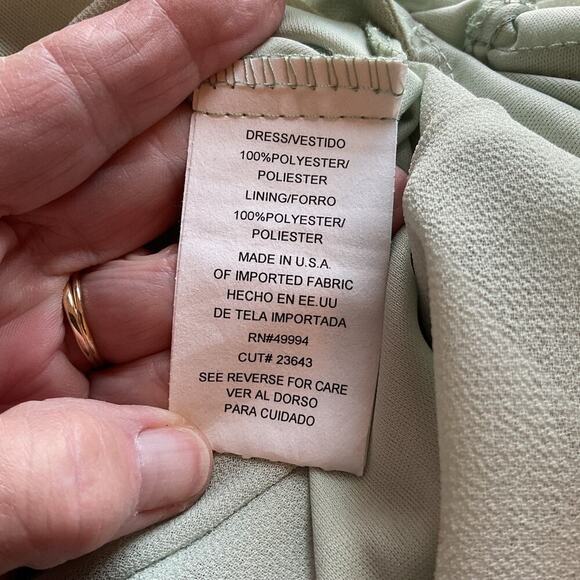 DRESS/VESTIDO
100%POLYESTER/
POLIESTER
LINING/FORRO
100%POLYESTER/
POLIESTER
MADE IN U.S.A.
OF IMPORTED FABRIC
HECHO EN EE.UU
DE TELA IMPORTADA
RN#49994
CUT# 23643
SEE REVERSE FOR CARE
VER AL DORSO
PARA CUIDADO